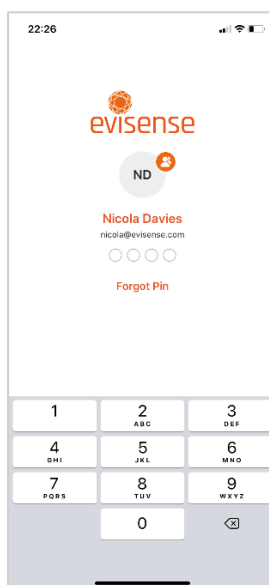 22:26
evisense
ND
Nicola Davies
nicola@evisense.com
Forgot Pin
1 2 3
ABC DEF
4 5 6
GHI JKL MNO
7 8 9
PQRS TUV WXYZ
0